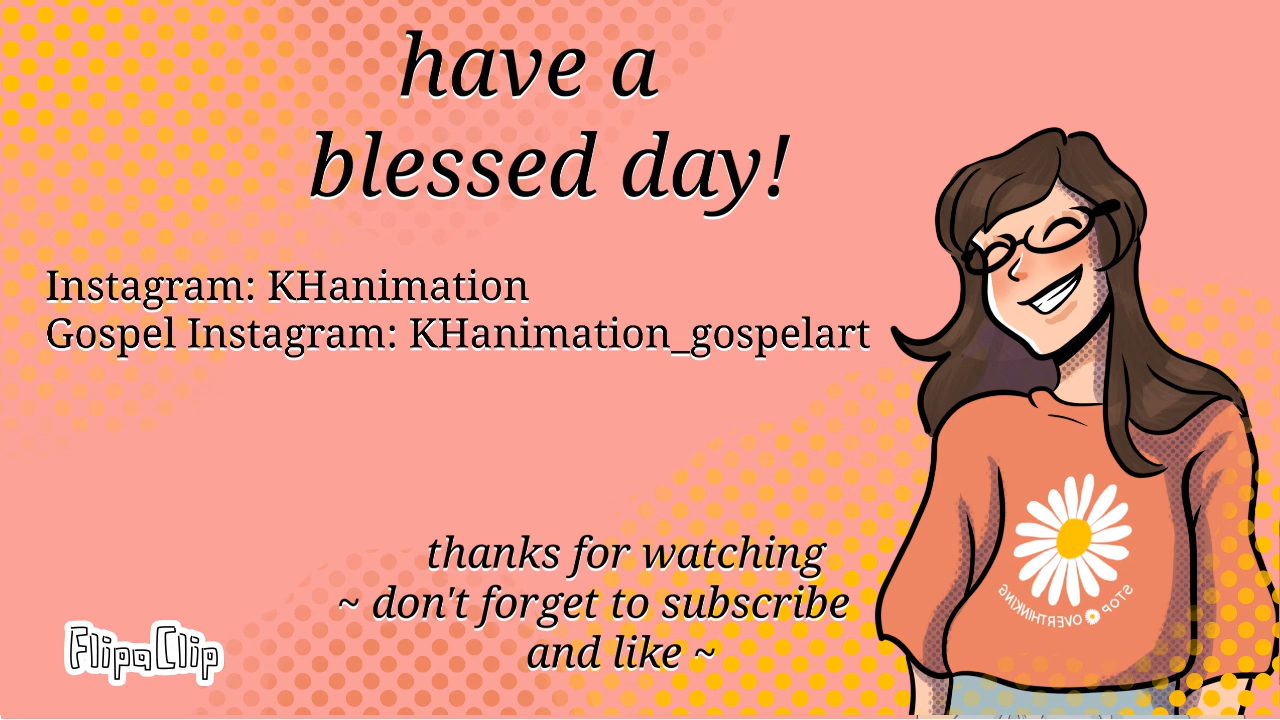 have a
blessed day!
Instagram: KHanimation
Gospel Instagram: KHanimation_gospelart
STOP OVERTHINKING
thanks for watching
~ don't forget to subscribe
and like ~
FlipaClip